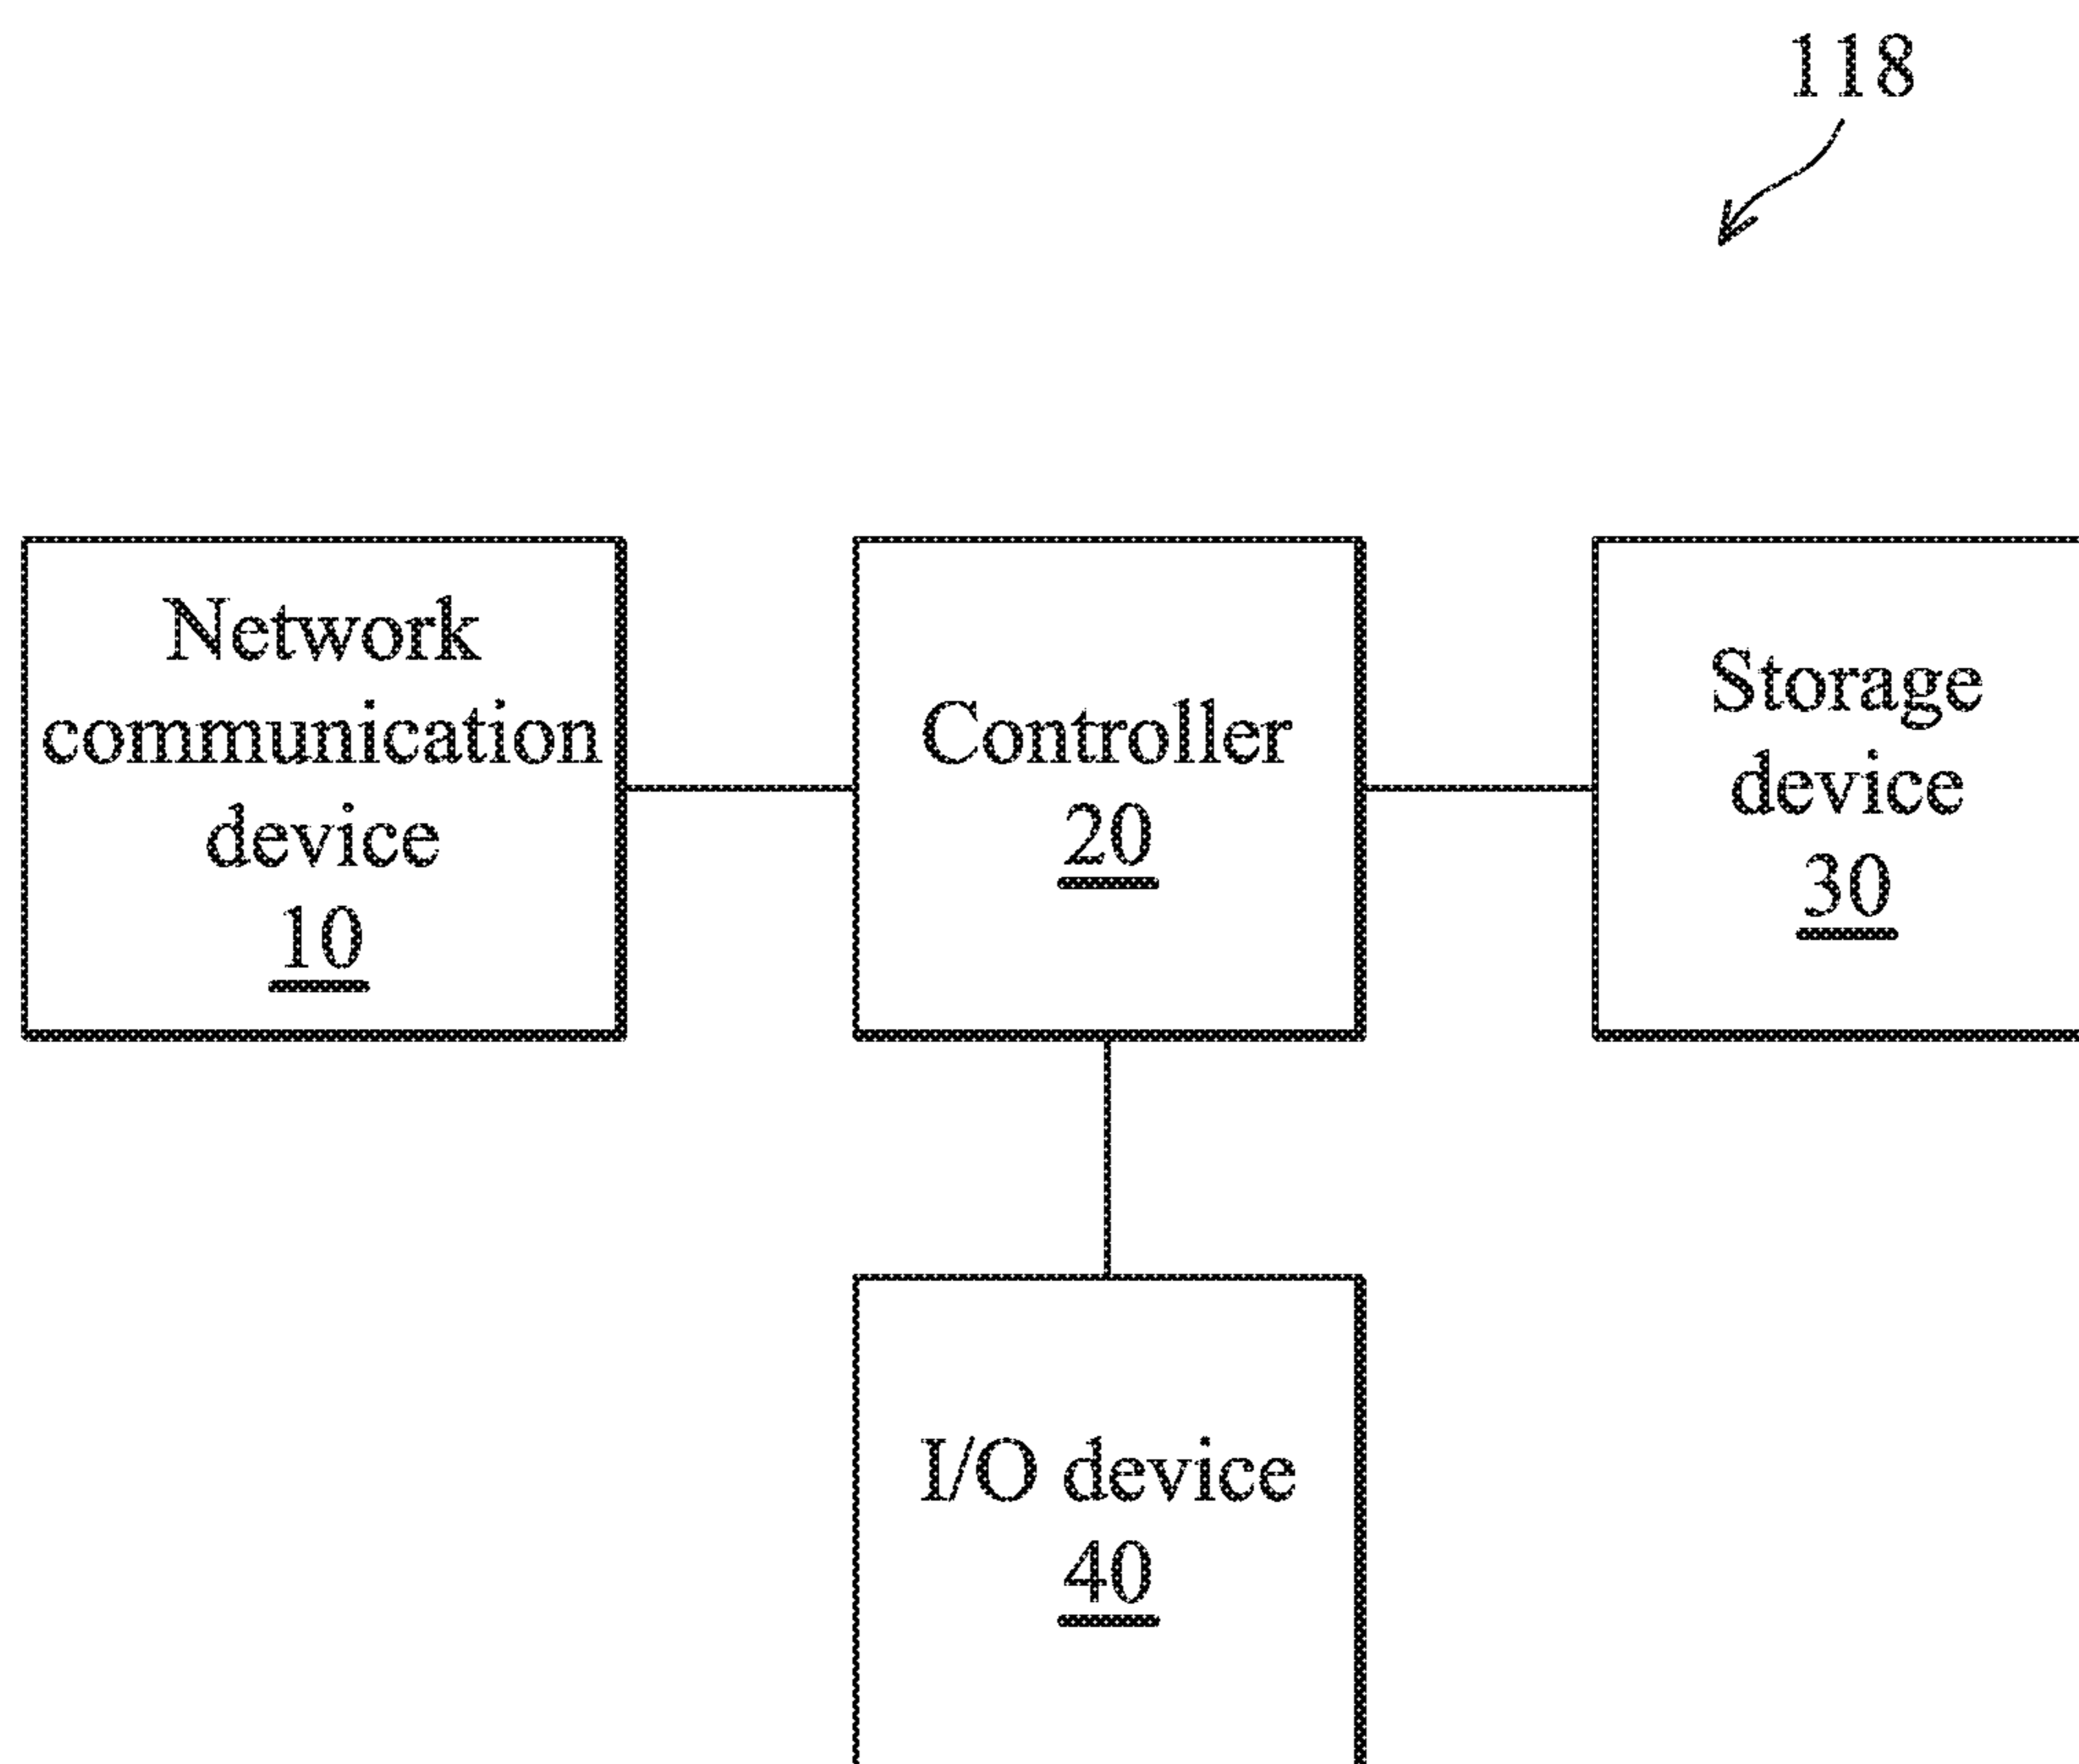 118
Network
communication
device
10
Controller
20
Storage
device
30
I/O device
40